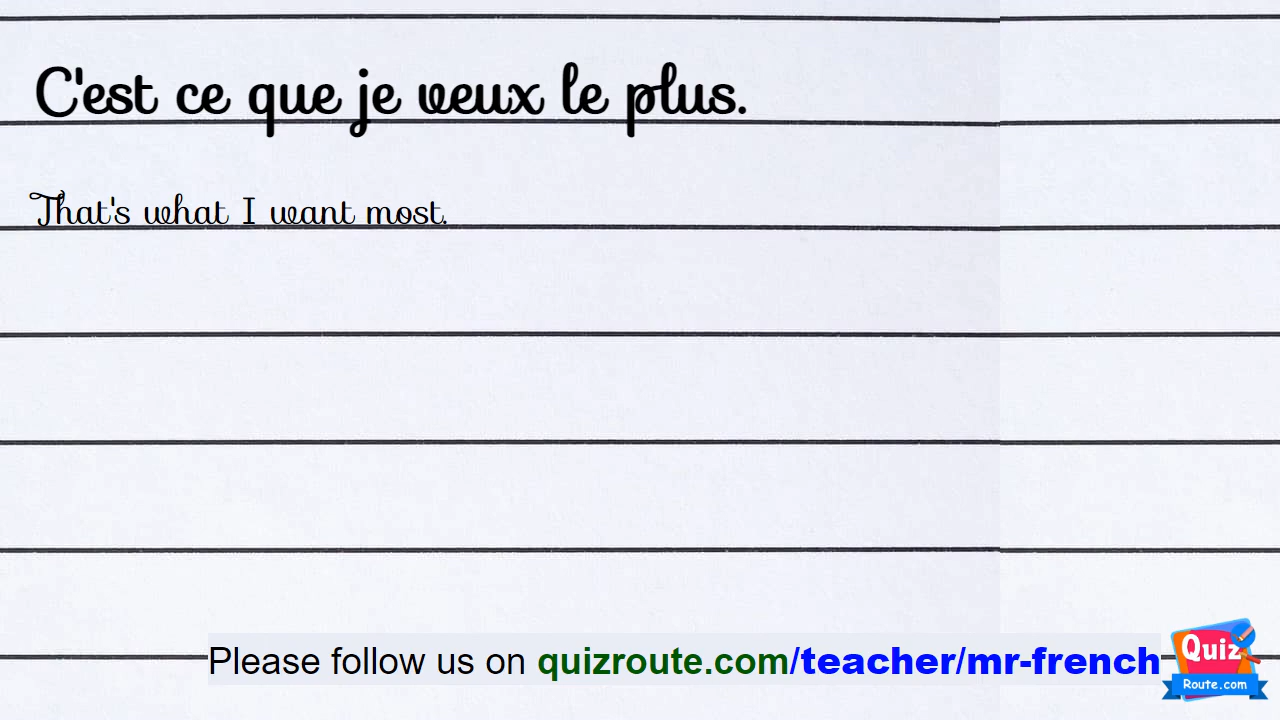 C'est ce que je veux le plus.
That's what I want most.
Please follow us on quizroute.com/teacher/mr-french
Quiz
Route.com